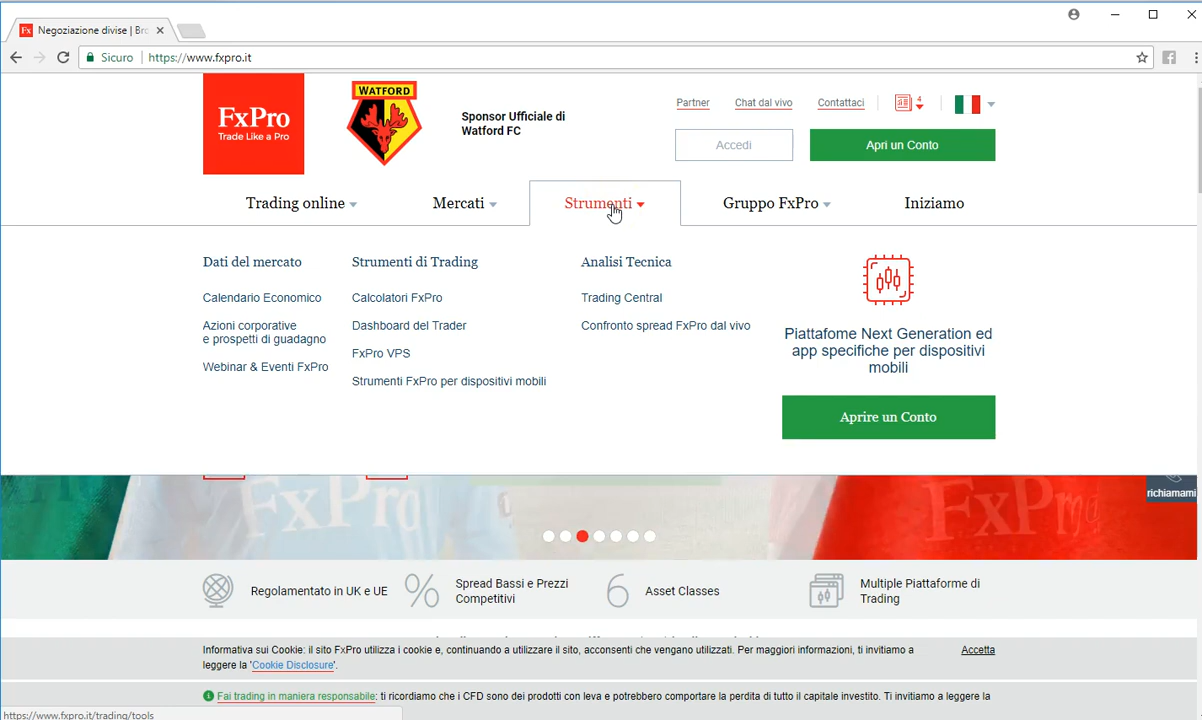 Fx Negoziazione divise | Bro
Sicuro https://www.fxpro.it
FxPro
Trade Like a Pro
WATFORD
Sponsor Ufficiale di
Watford FC
Partner Chat dal vivo Contattaci 4
Accedi Apri un Conto
Trading online Mercati Strumenti Gruppo FxPro Iniziamo
Dati del mercato
Calendario Economico
Azioni corporative
e prospetti di guadagno
Webinar & Eventi FxPro
Strumenti di Trading
Calcolatori FxPro
Dashboard del Trader
FxPro VPS
Strumenti FxPro per dispositivi mobili
Analisi Tecnica
Trading Central
Confronto spread FxPro dal vivo
Piattafome Next Generation ed
app specifiche per dispositivi
mobili
Aprire un Conto
richiamami
FxPro FxPro
Regolamentato in UK e UE
% Spread Bassi e Prezzi
Competitivi
6 Asset Classes
Multiple Piattaforme di
Trading
Informativa sui Cookie: il sito FxPro utilizza i cookie e, continuando a utilizzare il sito, acconsenti che vengano utilizzati. Per maggiori informazioni, ti invitiamo a
leggere la 'Cookie Disclosure'.
Accetta
Fai trading in maniera responsabile: ti ricordiamo che i CFD sono dei prodotti con leva e potrebbero comportare la perdita di tutto il capitale investito. Ti invitiamo a leggere la
https://www.fxpro.it/trading/tools